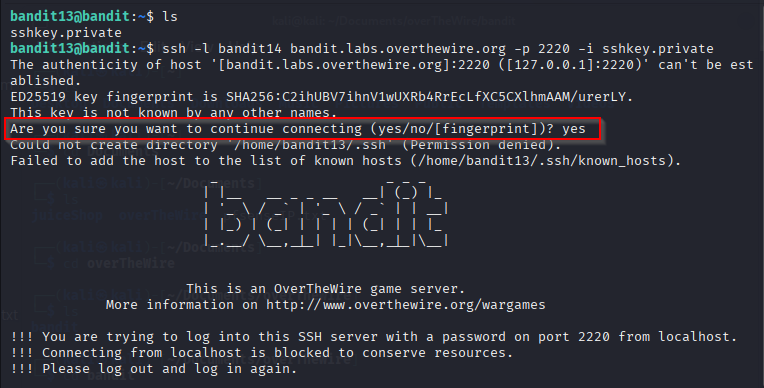 bandit13@bandit:~$ ls
sshkey.private
bandit13@bandit:~$ ssh -l bandit14 bandit.labs.overthewire.org -p 2220 -i sshkey.private
The authenticity of host '[bandit.labs.overthewire.org]:2220 ([127.0.0.1]:2220)' can't be est
ablished.
ED25519 key fingerprint is SHA256:C2ihUBV7ihnV1wUXRb4RrEcLfXC5CXlhmAAM/urerLY.
This key is not known by any other names.
Are you sure you want to continue connecting (yes/no/[fingerprint])? yes
Could not create directory '/home/bandit13/.ssh' (Permission denied).
Failed to add the host to the list of known hosts (/home/bandit13/.ssh/known_hosts).
bandit
This is an OverTheWire game server.
More information on http://www.overthewire.org/wargames
!!! You are trying to log into this SSH server with a password on port 2220 from localhost.
!!! Connecting from localhost is blocked to conserve resources.
!!! Please log out and log in again.